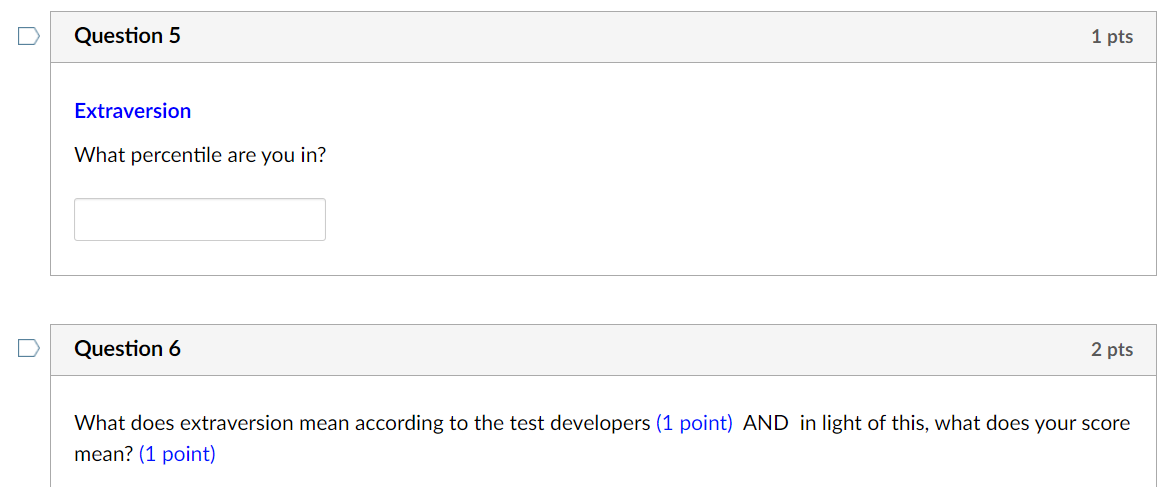 Question 5 1 pts
Extraversion
What percentile are you in?
Question 6 2 pts
What does extraversion mean according to the test developers (1 point) AND in light of this, what does your score
mean? (1 point)